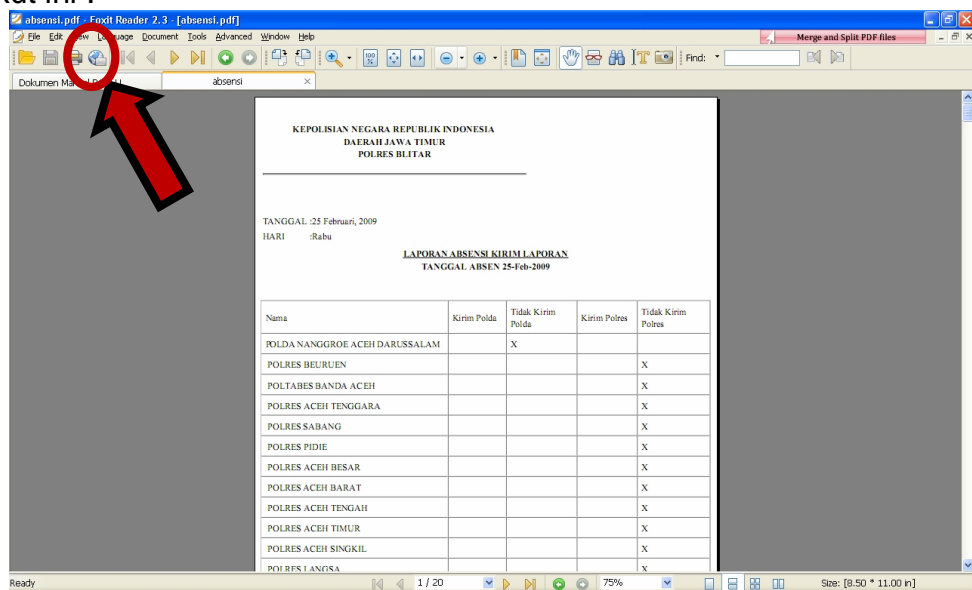 absensi.pdf - Foxit Reader 2.3 - [absensi.pdf]
File Edit View Language Document Tools Advanced Window Help
Merge and Split PDF files
Find:
absensi
KEPOLISIAN NEGARA REPUBLIK INDONESIA
DAERAH JAWA TIMUR
POLRES BLITAR
TANGGAL :25 Februari, 2009
HARI :Rabu
LAPORAN ABSENSI KIRIM LAPORAN
TANGGAL ABSEN 25-Feb-2009
Nama Kirim Polda Tidak Kirim Polda Kirim Polres Tidak Kirim Polres
POLDA NANGGROE ACEH DARUSSALAM X
POLRES BEURUEN X
POLTABES BANDA ACEH X
POLRES ACEH TENGGARA X
POLRES SABANG X
POLRES PIDIE X
POLRES ACEH BESAR X
POLRES ACEH BARAT X
POLRES ACEH TENGAH X
POLRES ACEH TIMUR X
POLRES ACEH SINGKIL X
POLRES LANGSA X
Ready 1 / 20 75% Size: [8.50 * 11.00 in]